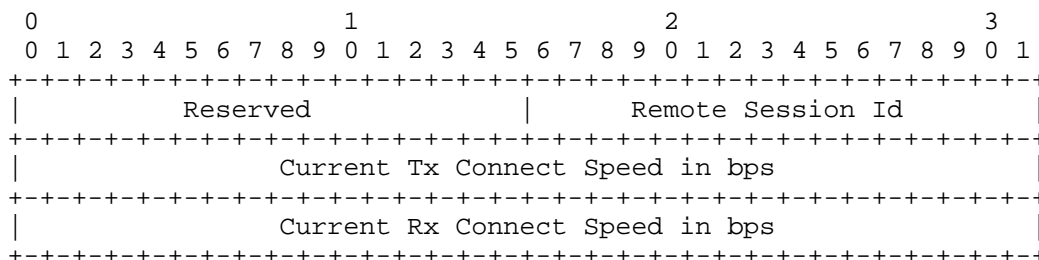 0                   1                   2                   3
 0 1 2 3 4 5 6 7 8 9 0 1 2 3 4 5 6 7 8 9 0 1 2 3 4 5 6 7 8 9 0 1
+-+-+-+-+-+-+-+-+-+-+-+-+-+-+-+-+-+-+-+-+-+-+-+-+-+-+-+-+-+-+-+-+
|          Reserved             |      Remote Session Id        |
+-+-+-+-+-+-+-+-+-+-+-+-+-+-+-+-+-+-+-+-+-+-+-+-+-+-+-+-+-+-+-+-+
|                Current Tx Connect Speed in bps                |
+-+-+-+-+-+-+-+-+-+-+-+-+-+-+-+-+-+-+-+-+-+-+-+-+-+-+-+-+-+-+-+-+
|                Current Rx Connect Speed in bps                |
+-+-+-+-+-+-+-+-+-+-+-+-+-+-+-+-+-+-+-+-+-+-+-+-+-+-+-+-+-+-+-+-+